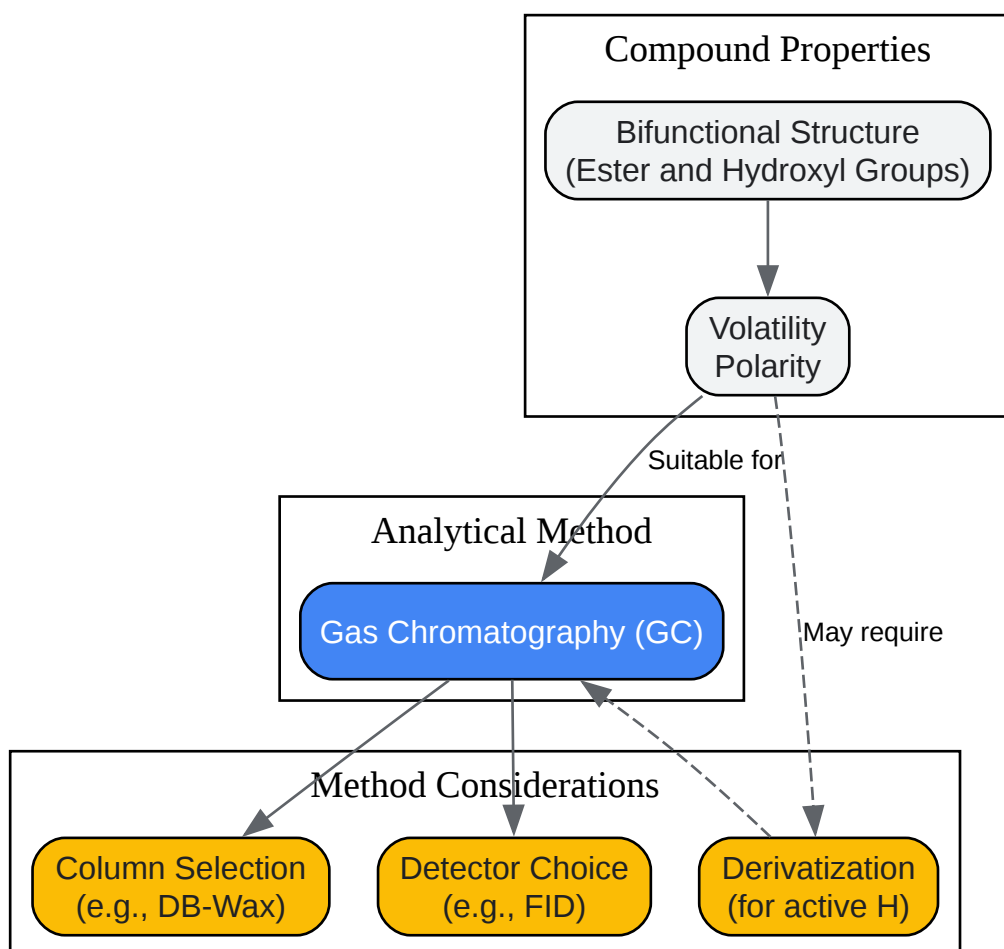 Compound Properties
Bifunctional Structure
(Ester and Hydroxyl Groups)
Volatility
Polarity
Suitable for
Analytical Method
Gas Chromatography (GC)
May require
Method Considerations
Column Selection
(e.g., DB-Wax)
Detector Choice
(e.g., FID)
Derivatization
(for active H)